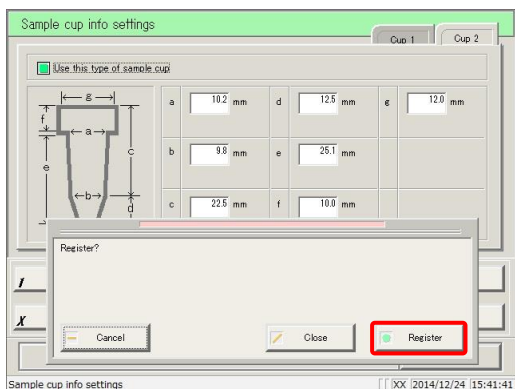 Sample cup info settings
Cup 1
Cup 2
Use this type of sample cup
g
f
a
c
e
b
d
a 10.2 mm d 12.5 mm g 12.0 mm
b 9.8 mm e 25.1 mm
c 22.5 mm f 10.0 mm
Register?
1
X
Cancel
Close
Register
Sample cup info settings
XX 2014/12/24 15:41:41